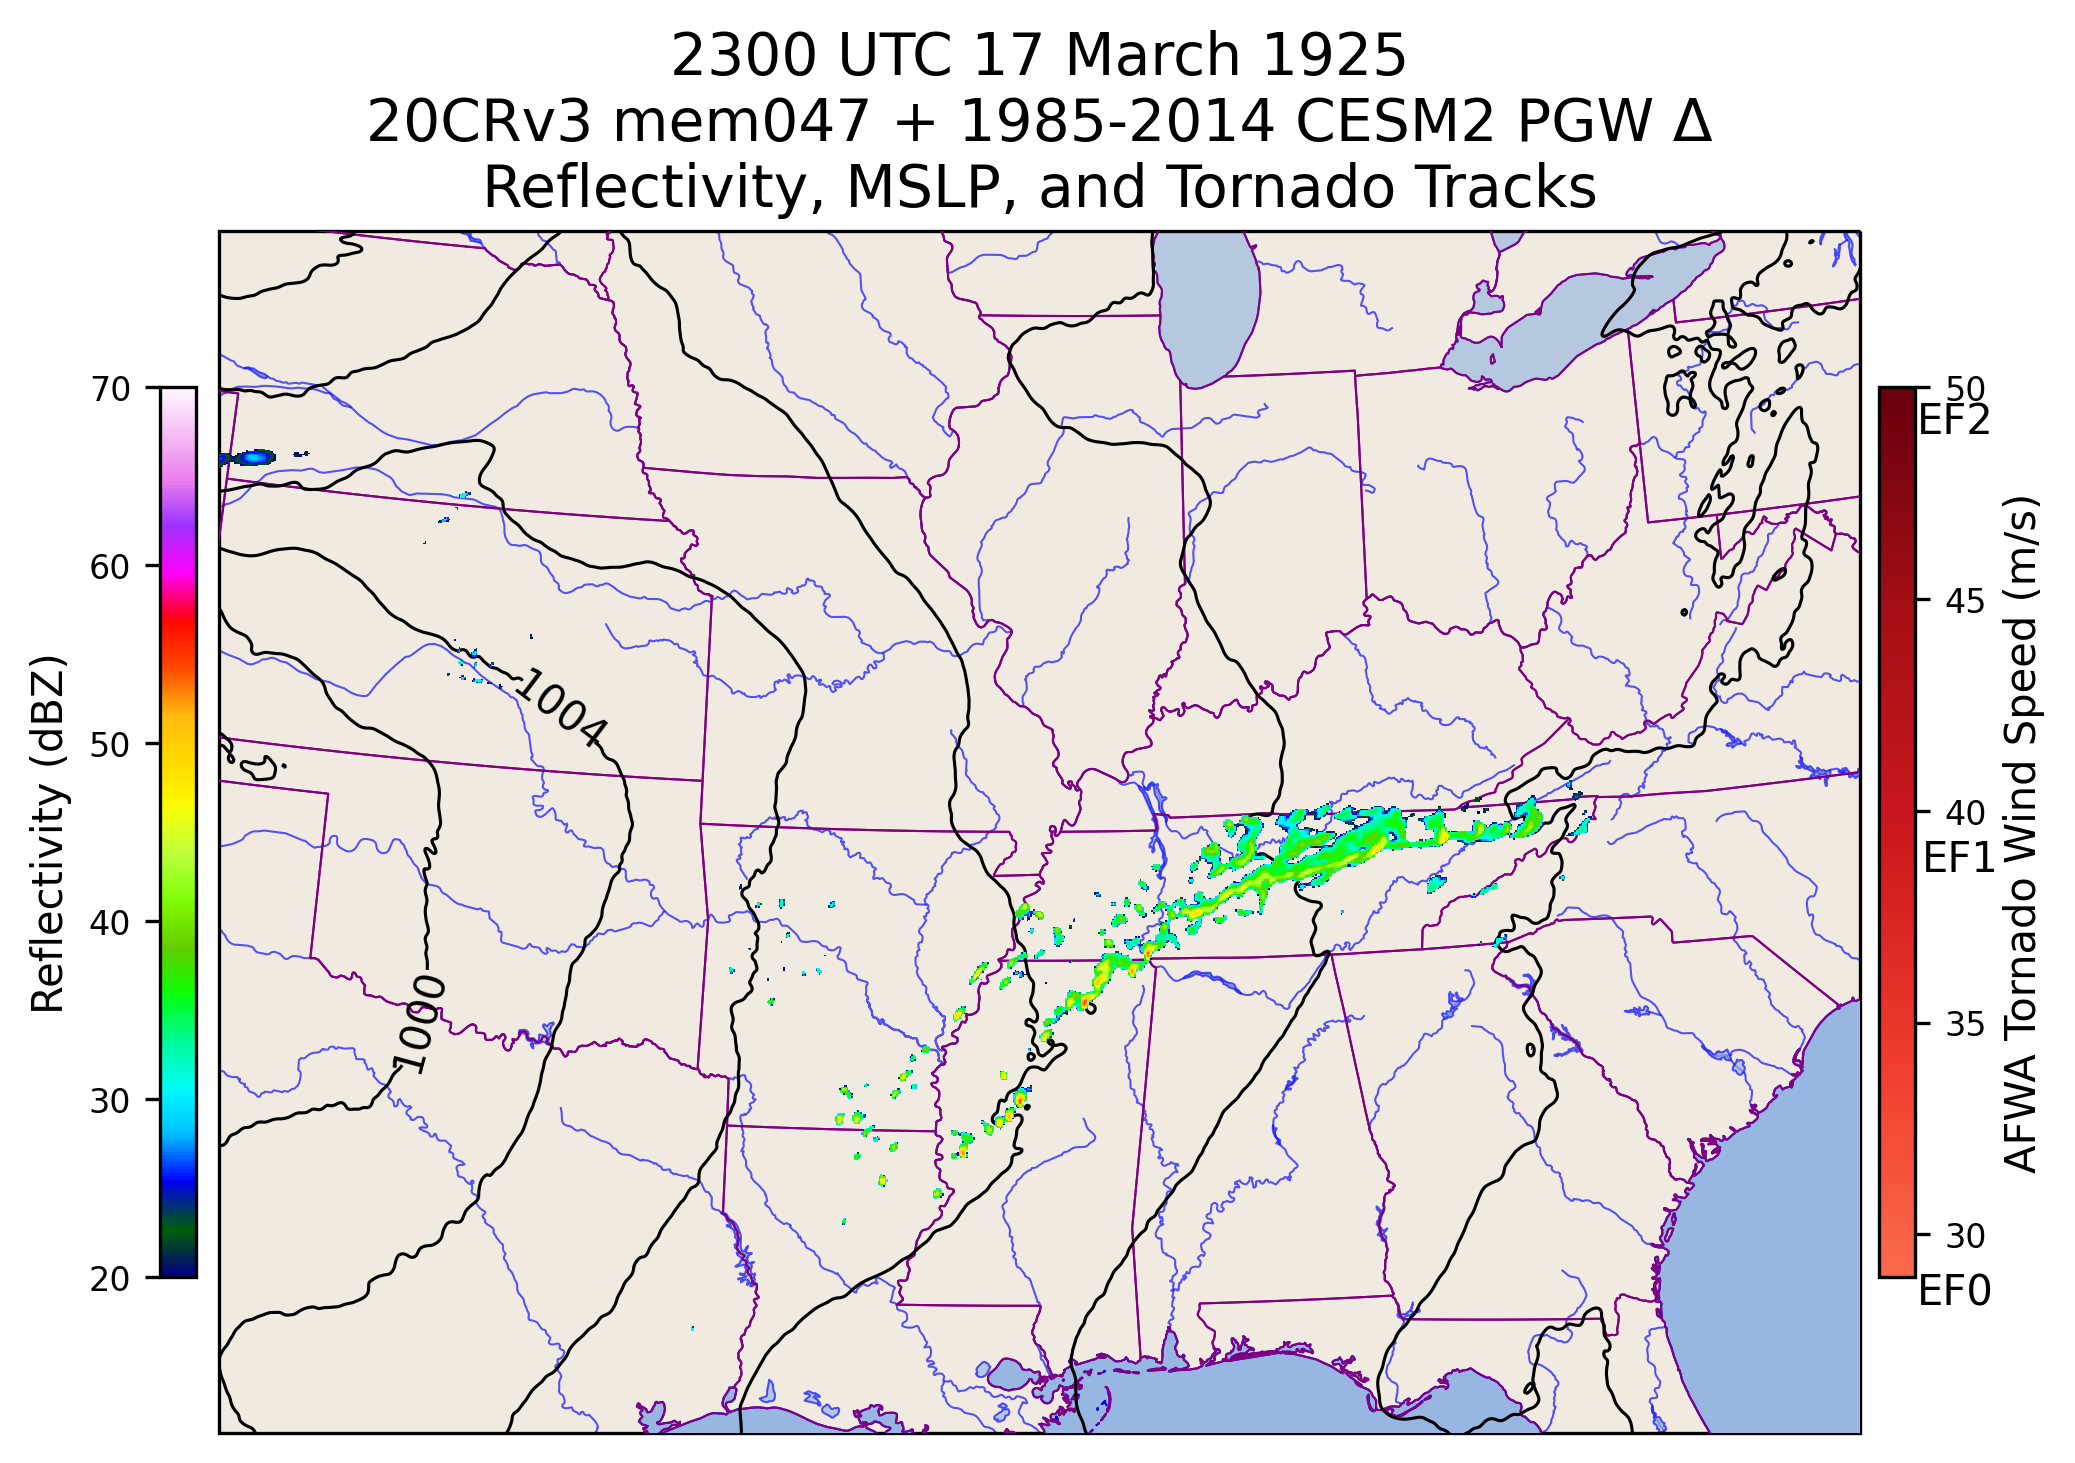 2300 UTC 17 March 1925
20CRv3 mem047 + 1985-2014 CESM2 PGW Δ
Reflectivity, MSLP, and Tornado Tracks
Reflectivity (dBZ)
70
60
50
40
30
20
1004
1000
50
EF2
45
40
EF1
35
30
EF0
AFWA Tornado Wind Speed (m/s)